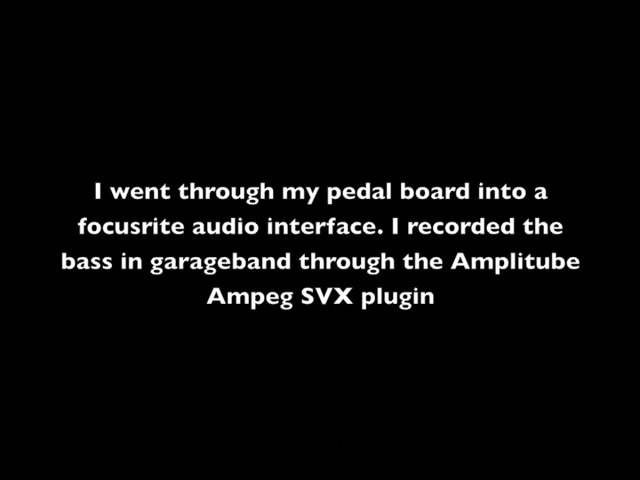 I went through my pedal board into a
focusrite audio interface. I recorded the
bass in garageband through the Amplitube
Ampeg SVX plugin